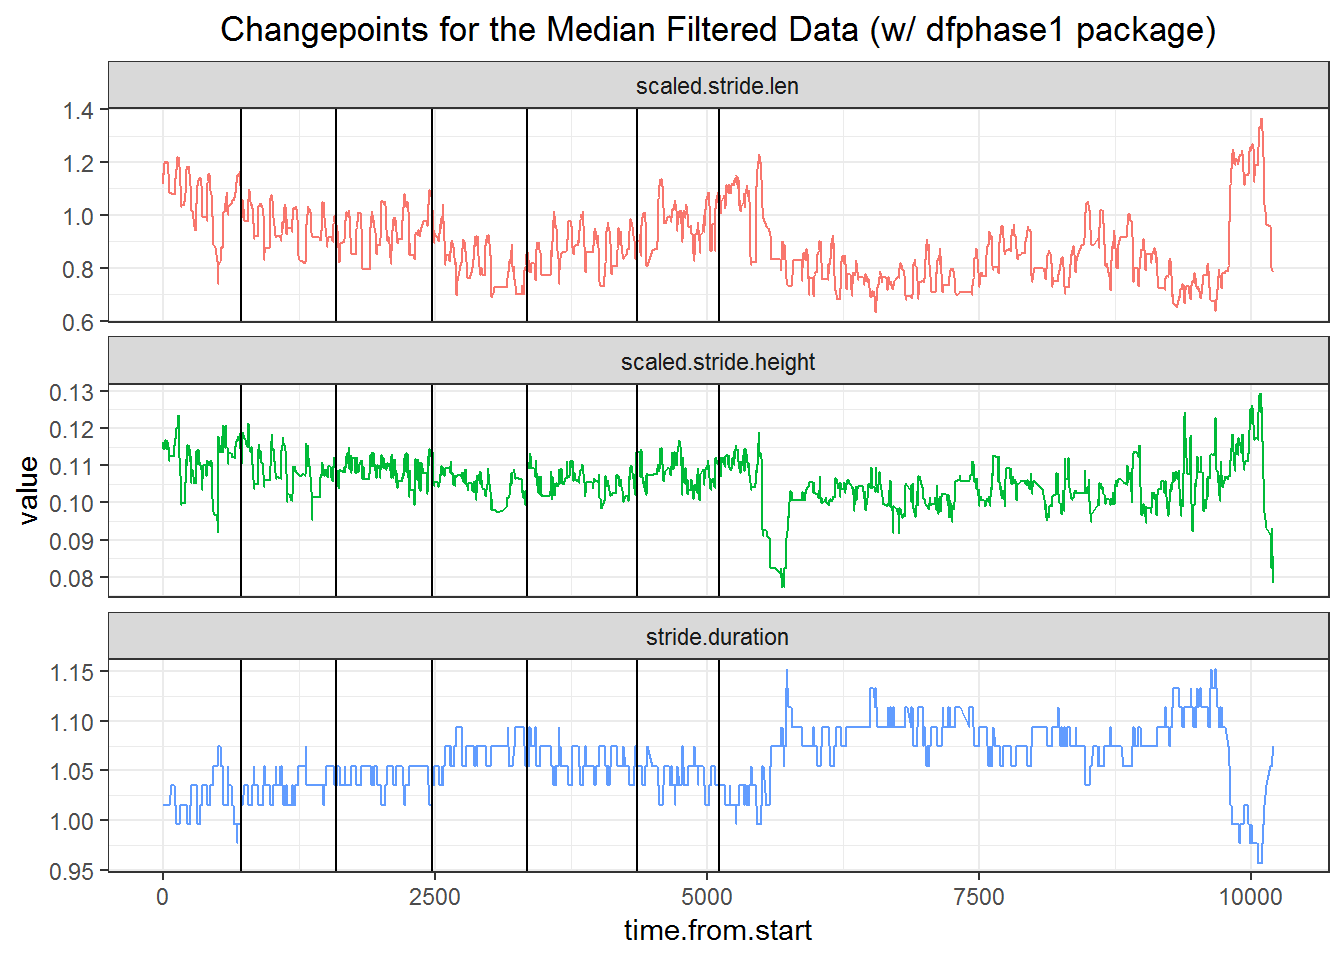 Changepoints for the Median Filtered Data (w/ dfphase1 package)
scaled.stride.len
1.4
1.2
1.0
0.8
0.6
scaled.stride.height
0.13
0.12
0.11
0.10
0.09
0.08
value
stride.duration
1.15
1.10
1.05
1.00
0.95
0 2500 5000 7500 10000
time.from.start